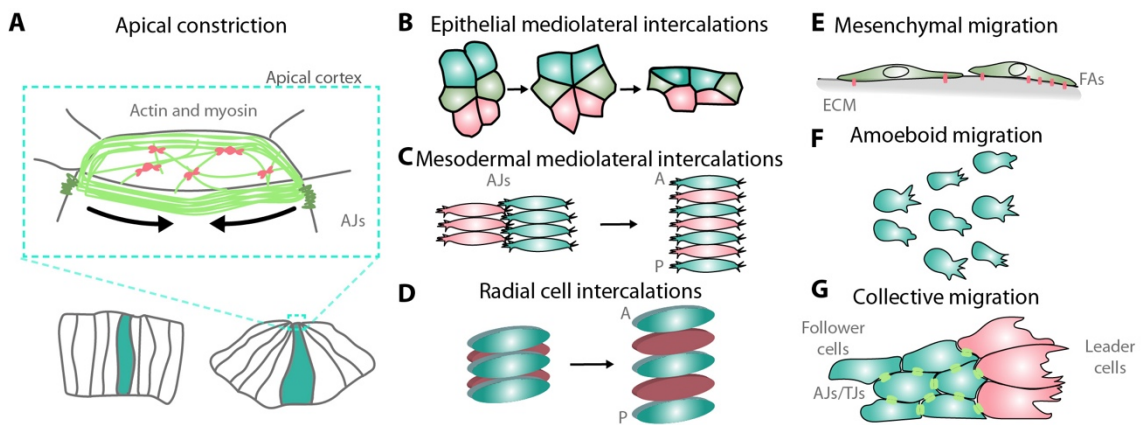 A
Apical constriction
Apical cortex
Actin and myosin
AJs
B
Epithelial mediolateral intercalations
C
Mesodermal mediolateral intercalations
AJs
A
P
D
Radial cell intercalations
A
P
E
Mesenchymal migration
FAs
ECM
F
Amoeboid migration
G
Collective migration
Follower
cells
AJs/TJs
Leader
cells